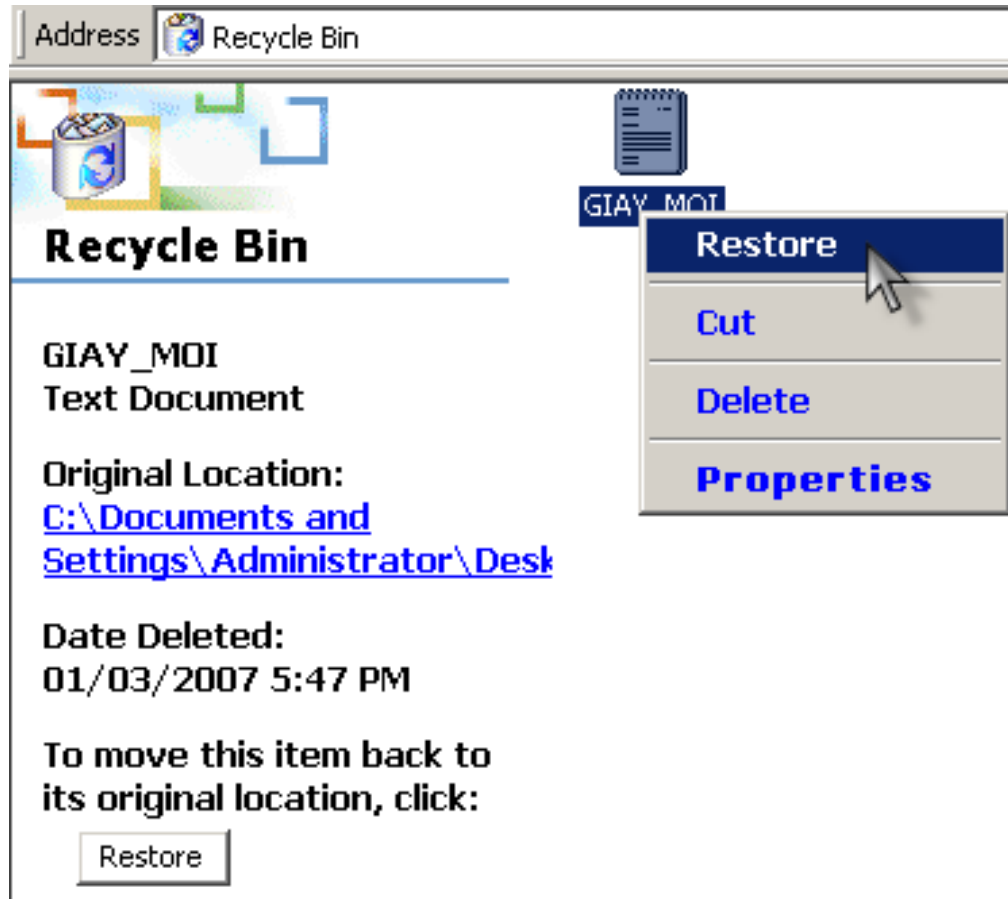 Address Recycle Bin
Recycle Bin
GIAY_MOI
Text Document
Original Location:
C:\Documents and
Settings\Administrator\Desk
Date Deleted:
01/03/2007 5:47 PM
To move this item back to
its original location, click:
Restore
GIAY_MOI
Restore
Cut
Delete
Properties